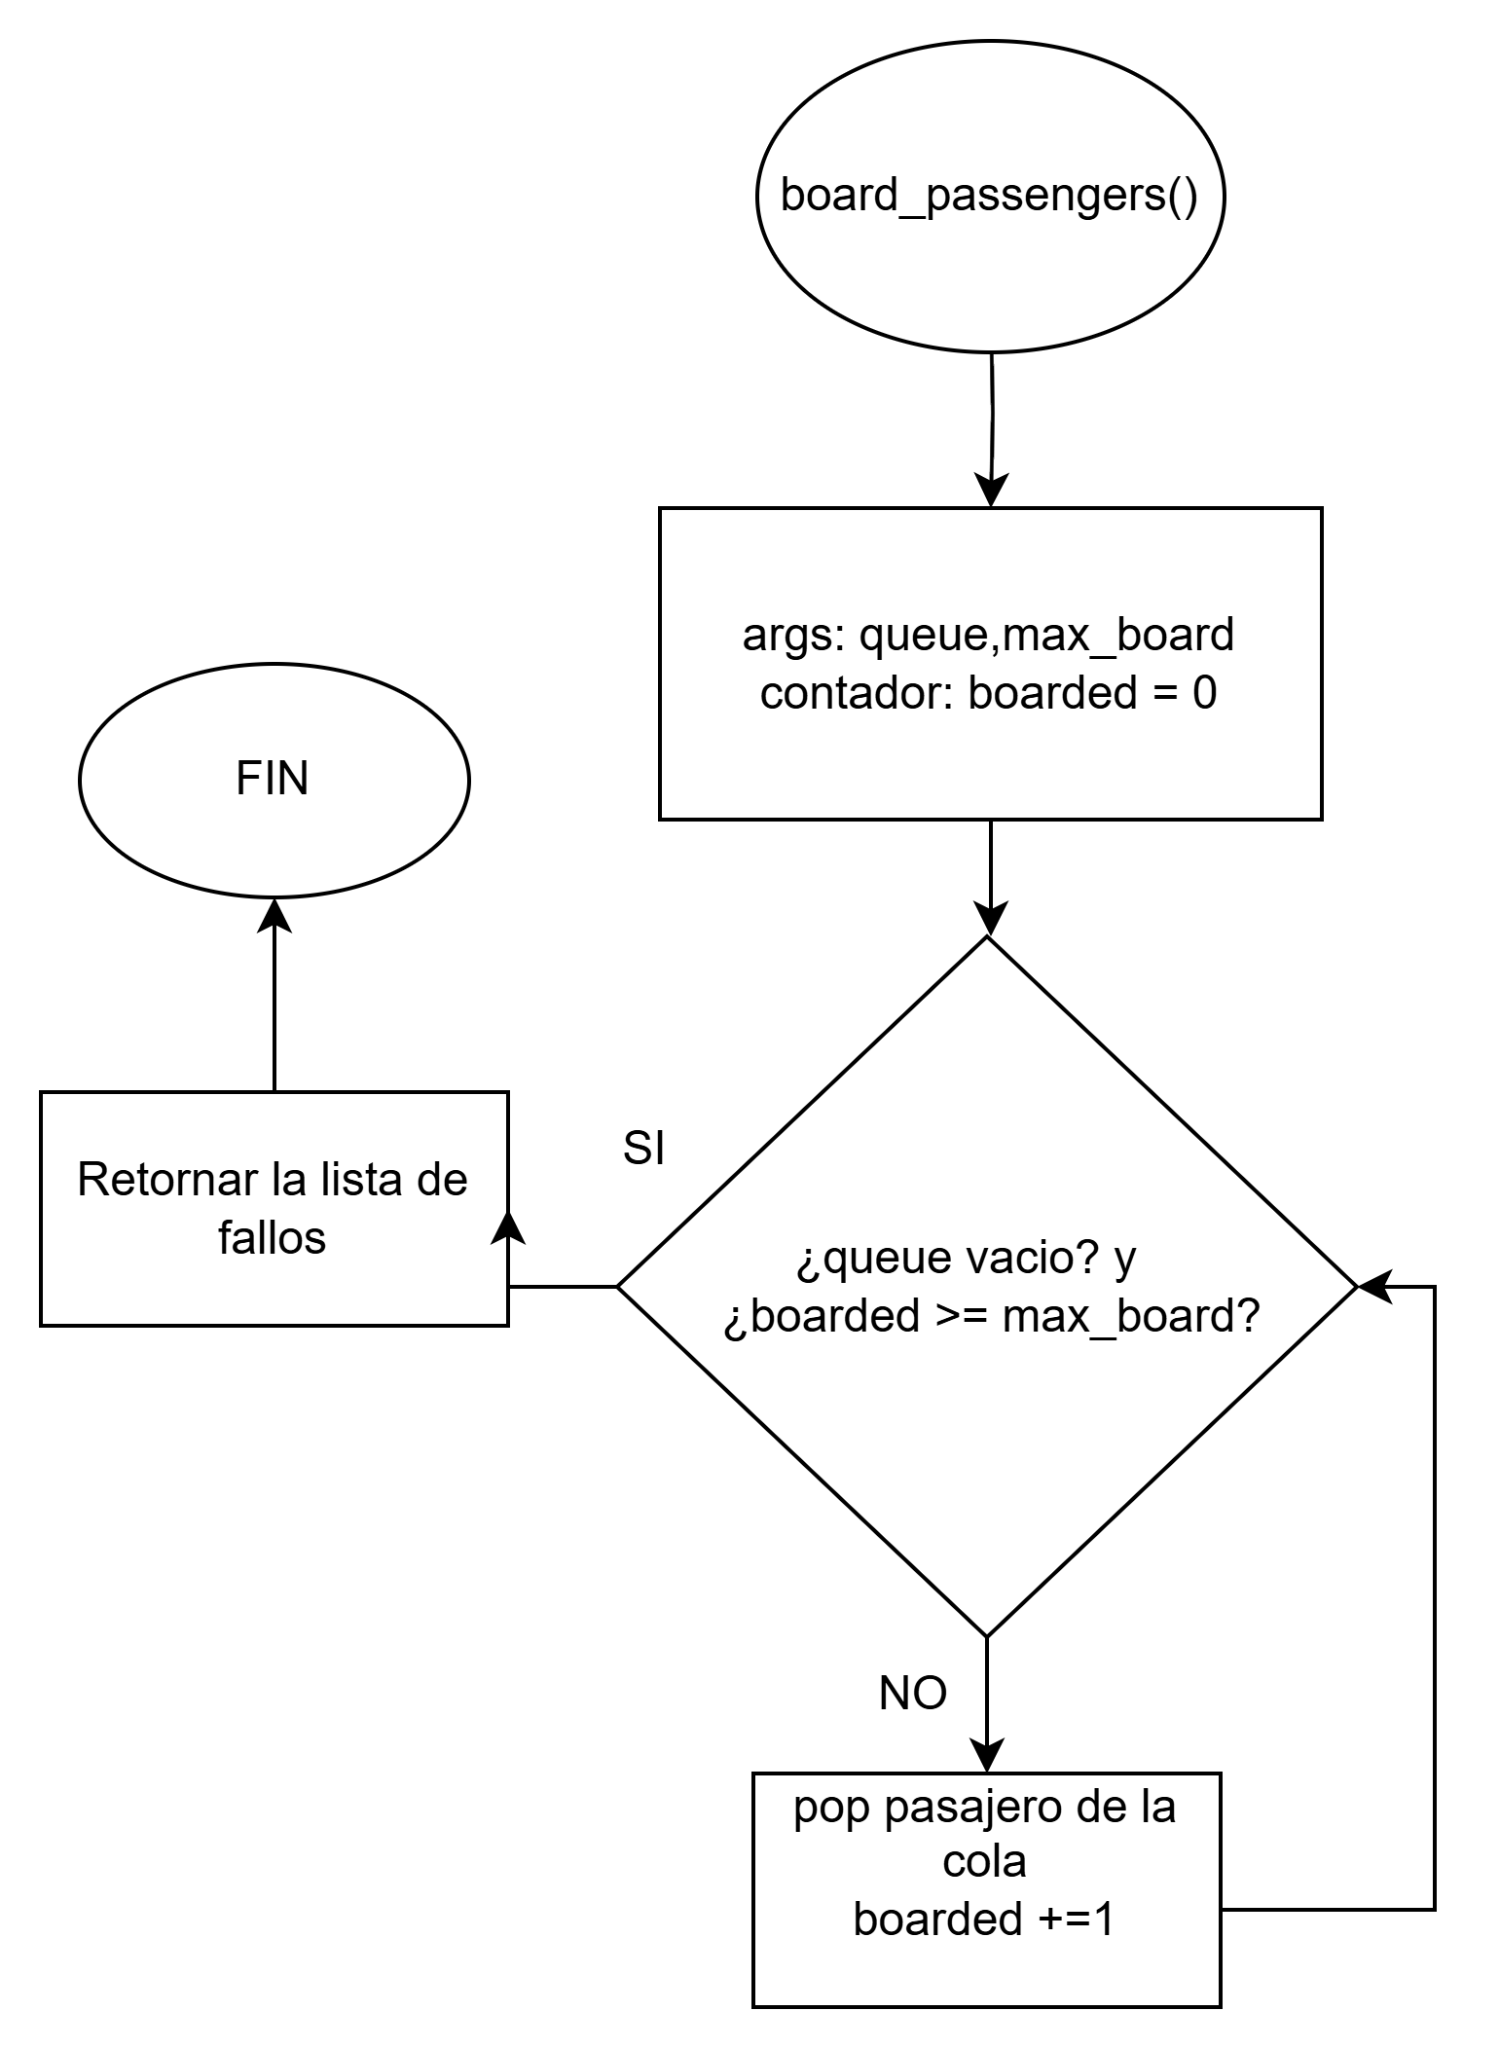 board_passengers()
args: queue,max_board
contador: boarded = 0
FIN
SI
Retornar la lista de
fallos
¿queue vacio? y
¿boarded >= max_board?
NO
pop pasajero de la
cola
boarded +=1